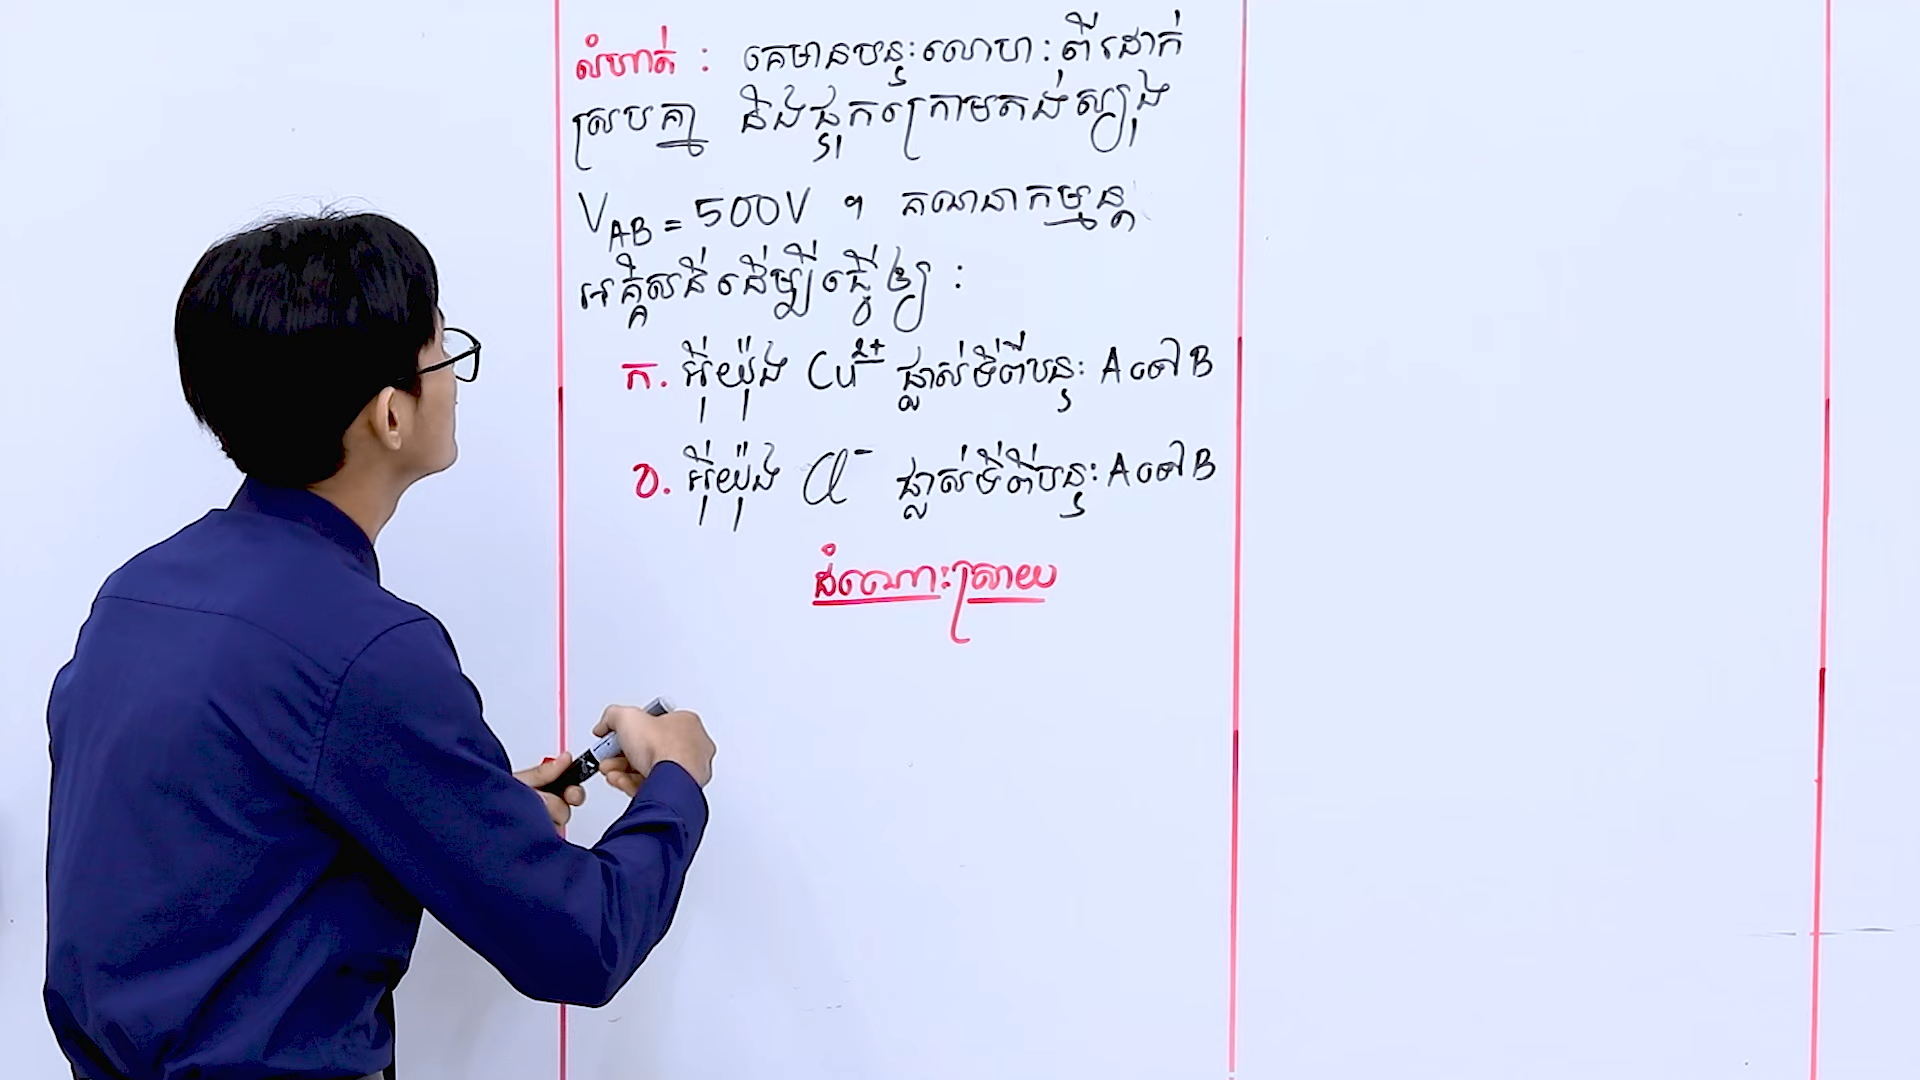 លំហាត់ : គេមានបន្ទះលោហៈពីរដាក់
ស្របគ្នា និងផ្ទុកក្រោមតង់ស្យុង
V_AB = 500V ។ គណនាកម្មន្ត
អគ្គិសនីដើម្បីធ្វើឲ្យ :
ក. អ៊ីយ៉ុង Cu²⁺ ផ្លាស់ទីពីបន្ទះ A ទៅ B
ខ. អ៊ីយ៉ុង Cl⁻ ផ្លាស់ទីពីបន្ទះ A ទៅ B
ដំណោះស្រាយ